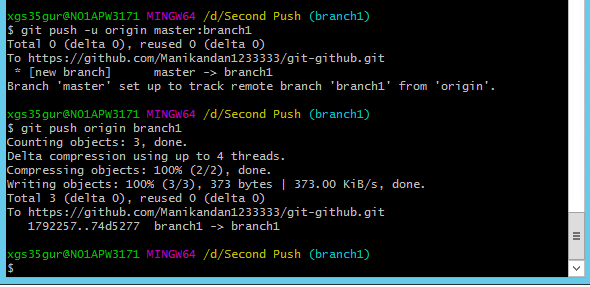 xgs35gur@NO1APW3171 MINGW64 /d/Second Push (branch1)
$ git push -u origin master:branch1
Total 0 (delta 0), reused 0 (delta 0)
To https://github.com/Manikandan1233333/git-github.git
 * [new branch]      master -> branch1
Branch 'master' set up to track remote branch 'branch1' from 'origin'.

xgs35gur@NO1APW3171 MINGW64 /d/Second Push (branch1)
$ git push origin branch1
Counting objects: 3, done.
Delta compression using up to 4 threads.
Compressing objects: 100% (2/2), done.
Writing objects: 100% (3/3), 373 bytes | 373.00 KiB/s, done.
Total 3 (delta 0), reused 0 (delta 0)
To https://github.com/Manikandan1233333/git-github.git
   1792257..74d5277  branch1 -> branch1

xgs35gur@NO1APW3171 MINGW64 /d/Second Push (branch1)
$